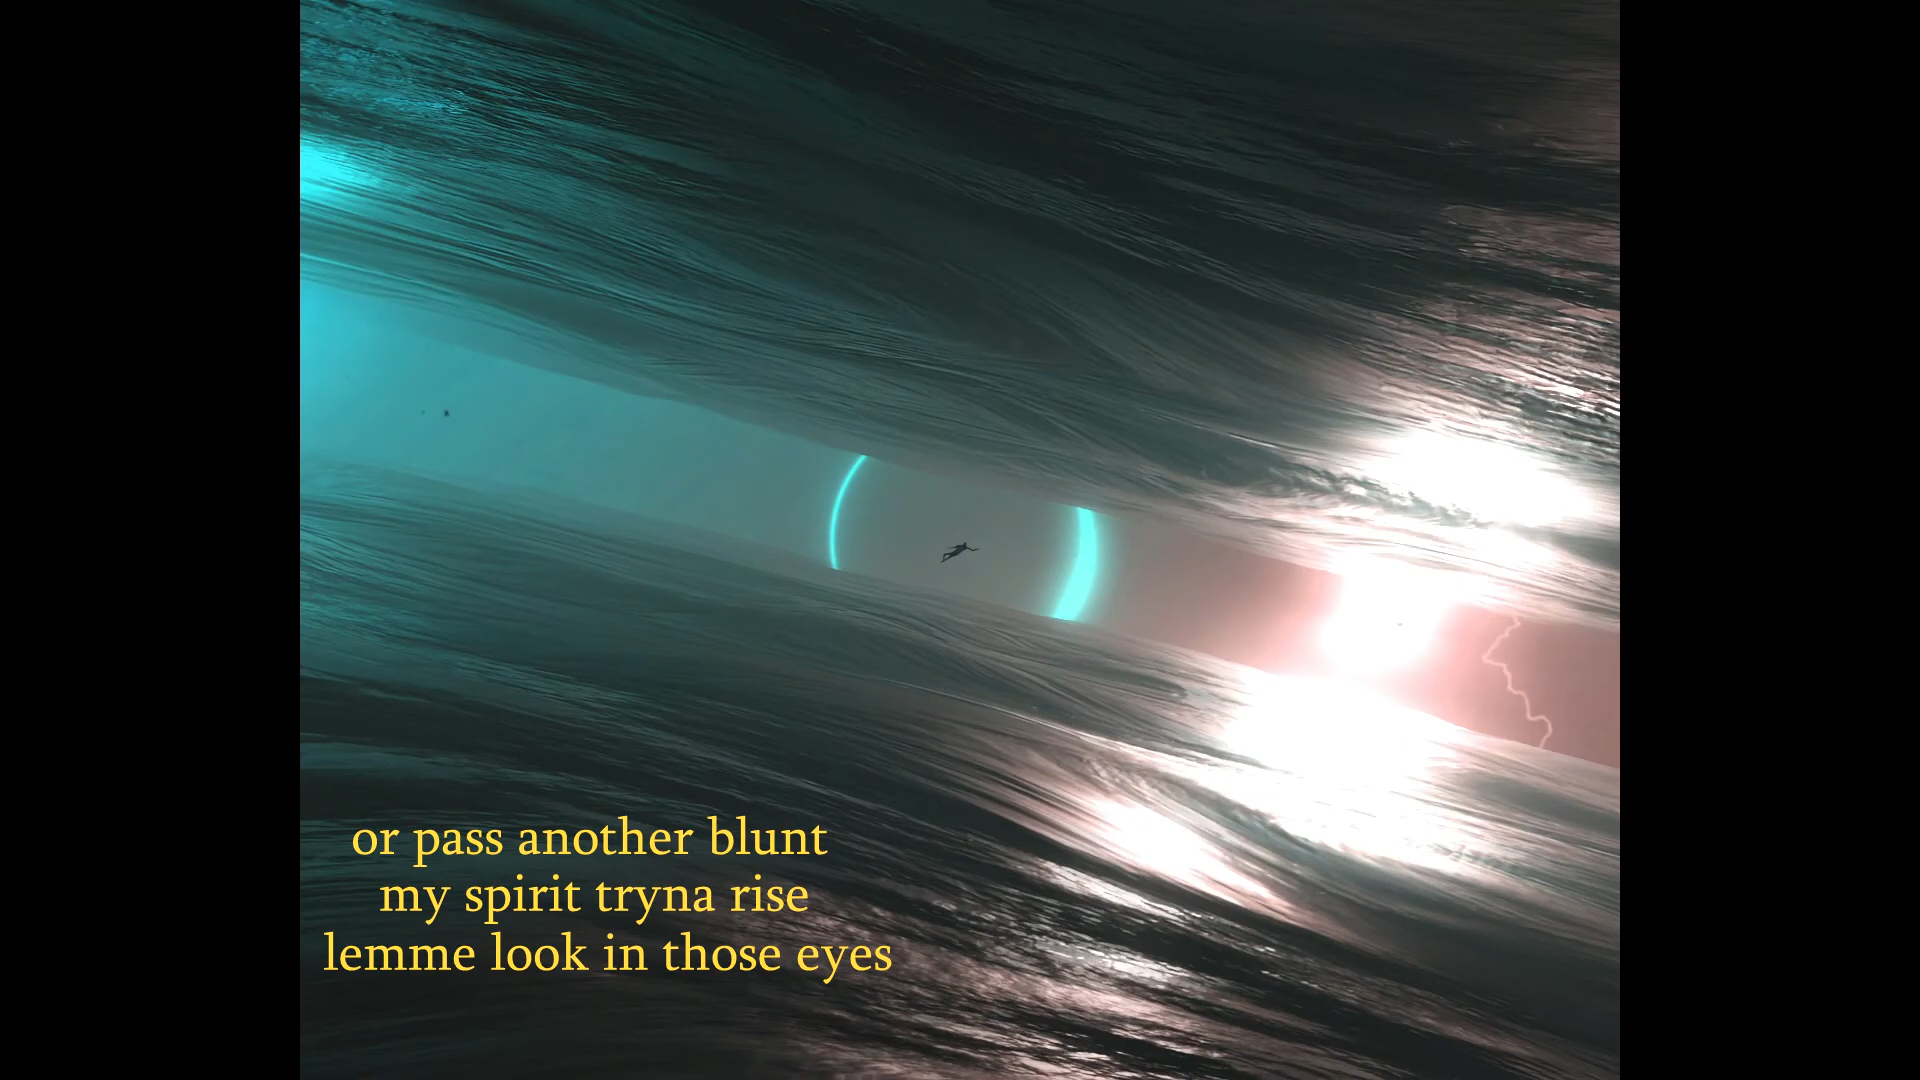 or pass another blunt
my spirit tryna rise
lemme look in those eyes